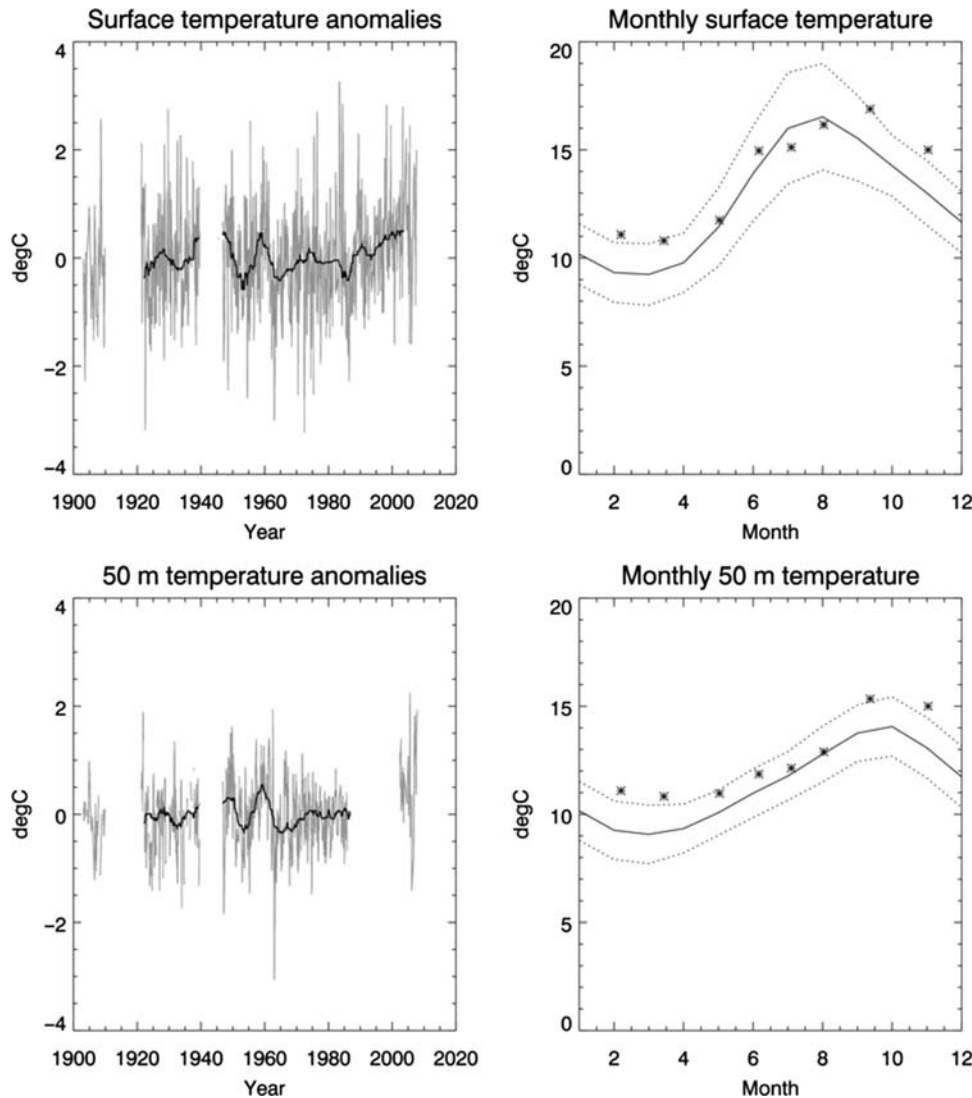 Surface temperature anomalies
4
2
0
−2
−4
degC
1900 1920 1940 1960 1980 2000 2020
Year
Monthly surface temperature
20
15
10
5
0
degC
2 4 6 8 10 12
Month
50 m temperature anomalies
4
2
0
−2
−4
degC
1900 1920 1940 1960 1980 2000 2020
Year
Monthly 50 m temperature
20
15
10
5
0
degC
2 4 6 8 10 12
Month